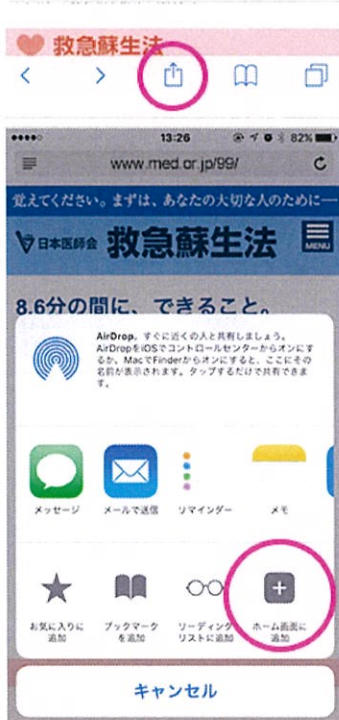 救急蘇生法
13:26
82%
www.med.or.jp/99/
覚えてください。まずは、あなたの大切な人のために―
日本医師会 救急蘇生法
MENU
8.6分の間に、できること。
AirDrop。すぐに近くの人と共有しましょう。
AirDropをiOSでコントロールセンターからオンにす
るか、MacでFinderからオンにすると、ここにその
名前が表示されます。タップするだけで共有できま
す。
メッセージ
メールで送信
リマインダー
メモ
お気に入りに
追加
ブックマーク
を追加
リーディング
リストに追加
ホーム画面に
追加
キャンセル